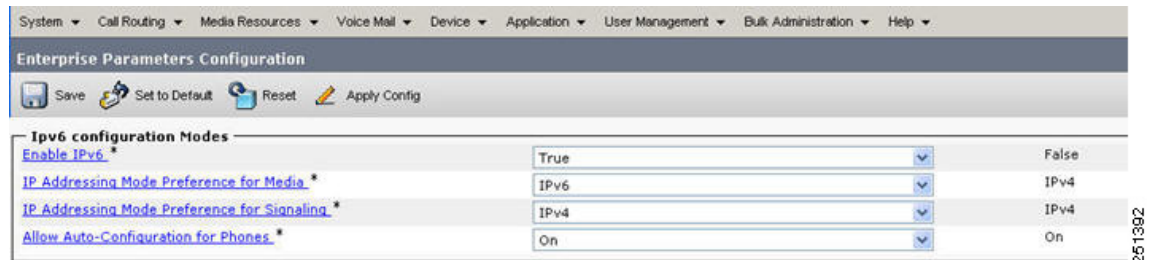 System Call Routing Media Resources Voice Mail Device Application User Management Bulk Administration Help
Enterprise Parameters Configuration
Save Set to Default Reset Apply Config
Ipv6 configuration Modes
Enable IPv6 * True False
IP Addressing Mode Preference for Media * IPv6 IPv4
IP Addressing Mode Preference for Signaling * IPv4 IPv4
Allow Auto-Configuration for Phones * On On
251392